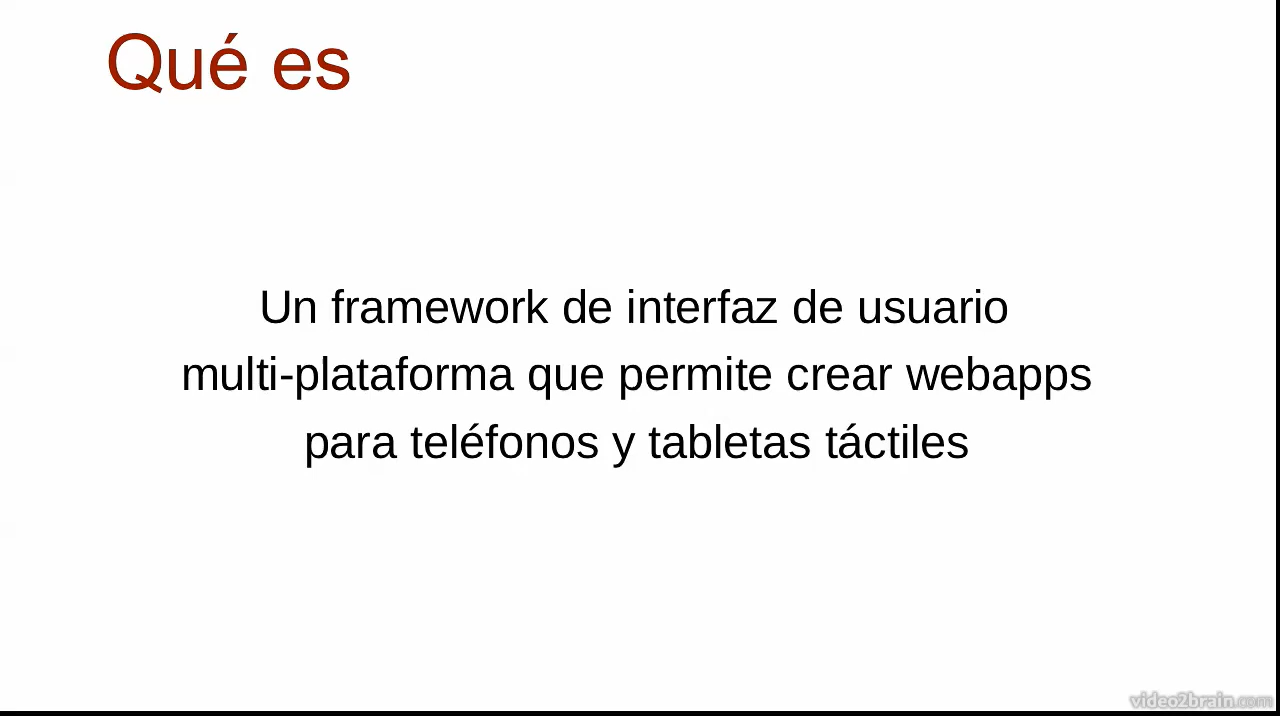 Qué es
Un framework de interfaz de usuario
multi-plataforma que permite crear webapps
para teléfonos y tabletas táctiles
video2brain.com